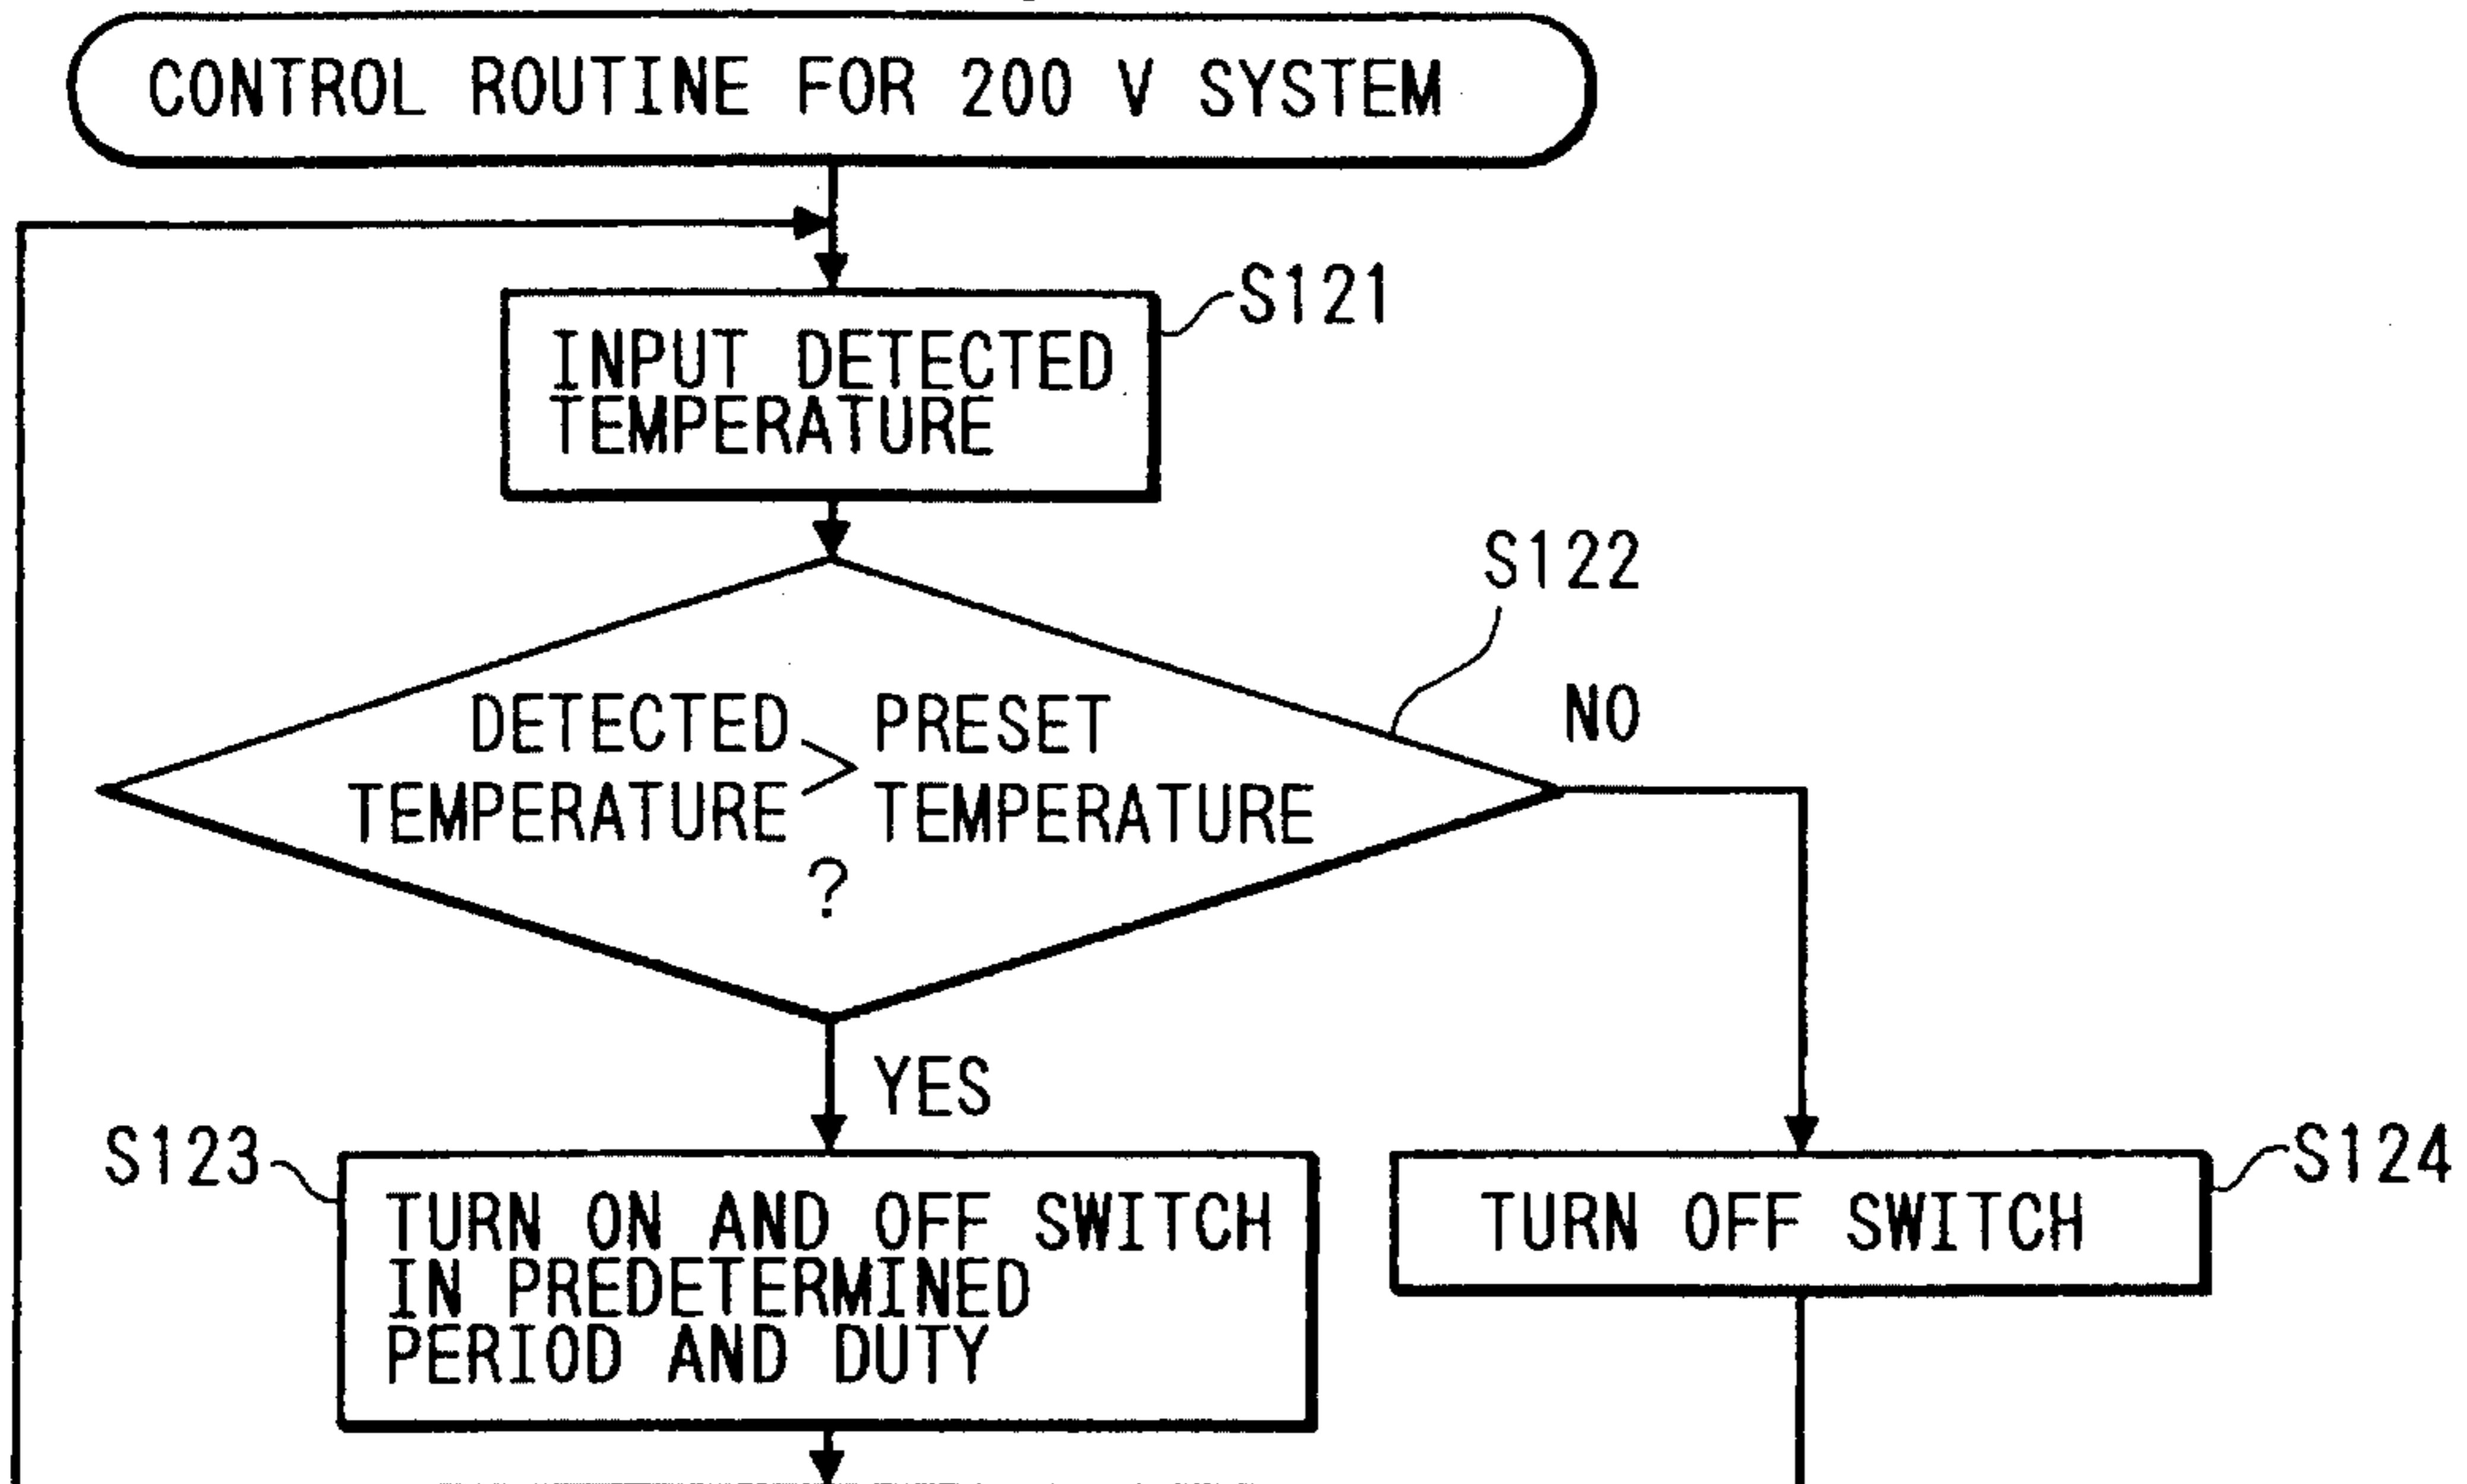 CONTROL ROUTINE FOR 200 V SYSTEM
S121
INPUT DETECTED
TEMPERATURE
S122
NO
DETECTED > PRESET
TEMPERATURE TEMPERATURE
?
YES
S123
TURN ON AND OFF SWITCH
IN PREDETERMINED
PERIOD AND DUTY
S124
TURN OFF SWITCH